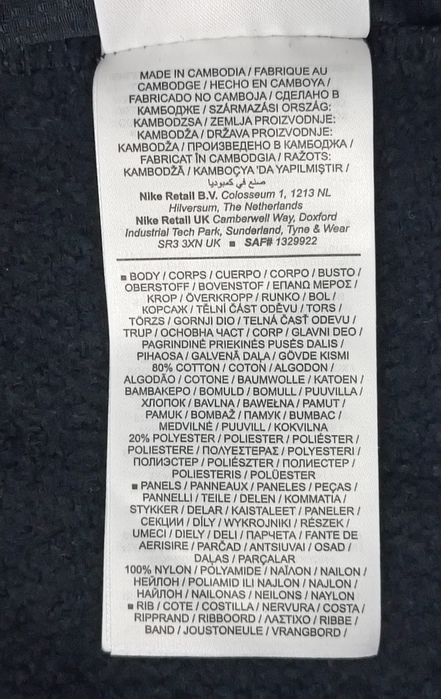 MADE IN CAMBODIA / FABRIQUE AU
CAMBODGE / HECHO EN CAMBOYA /
FABRICADO NO CAMBOJA / СДЕЛАНО В
КАМБОДЖЕ / SZÁRMAZÁSI ORSZÁG:
KAMBODZSA / ZEMLJA PROIZVODNJE:
KAMBODŽA / DRŽAVA PROIZVODNJE:
KAMBODŽA / ПРОИЗВЕДЕНО В КАМБОДЖА /
FABRICAT ÎN CAMBODGIA / RAŽOTS:
KAMBODŽĀ / KAMBOÇYA 'DA YAPILMIŞTIR /
صنع في كمبوديا
Nike Retail B.V. Colosseum 1, 1213 NL
Hilversum, The Netherlands
Nike Retail UK Camberwell Way, Doxford
Industrial Tech Park, Sunderland, Tyne & Wear
SR3 3XN UK ■ SAF# 1329922
■ BODY / CORPS / CUERPO / CORPO / BUSTO /
OBERSTOFF / BOVENSTOF / ΕΠΑΝΩ ΜΕΡΟΣ /
KROP / ÖVERKROPP / RUNKO / BOL /
КОРСАЖ / TĚLNÍ ČÁST ODĚVU / TORS /
TÖRZS / GORNJI DIO / TELNÁ ČASŤ ODEVU /
TRUP / ОСНОВНА ЧАСТ / CORP / GLAVNI DEO /
PAGRINDINĖ PRIEKINĖS PUSĖS DALIS /
PIHAOSA / GALVENĀ DAĻA / GÖVDE KISMI
80% COTTON / COTON / ALGODON /
ALGODÃO / COTONE / BAUMWOLLE / KATOEN /
ΒΑΜΒΑΚΕΡΟ / BOMULD / BOMULL / PUUVILLA /
ХЛОПОК / BAVLNA / BAWEŁNA / PAMUT /
PAMUK / BOMBAŽ / ПАМУК / BUMBAC /
MEDVILNĖ / PUUVILL / KOKVILNA
20% POLYESTER / POLIESTER / POLIÉSTER /
POLIESTERE / ΠΟΛΥΕΣΤΕΡΑΣ / POLYESTERI /
ПОЛИЭСТЕР / POLIÉSZTER / ПОЛИЕСТЕР /
POLIESTERIS / POLÜESTER
■ PANELS / PANNEAUX / PANELES / PEÇAS /
PANNELLI / TEILE / DELEN / ΚΟΜΜΑΤΙΑ /
STYKKER / DELAR / KAISTALEET / PANELER /
СЕКЦИИ / DÍLY / WYKROJNIKI / RÉSZEK /
UMECI / DIELY / DELI / ПАРЧЕТА / FANTE DE
AERISIRE / PARČAD / ANTSIUVAI / OSAD /
DAĻAS / PARÇALAR
100% NYLON / POLYAMIDE / NAÏLON / NAILON /
НЕЙЛОН / POLIAMID ILI NAJLON / NAJLON /
НАЙЛОН / NAILONAS / NEILONS / NAYLON
■ RIB / COTE / COSTILLA / NERVURA / COSTA /
RIPPRAND / RIBBOORD / ΛΑΣΤΙΧΟ / RIBBE /
BAND / JOUSTONEULE / VRANGBORD /